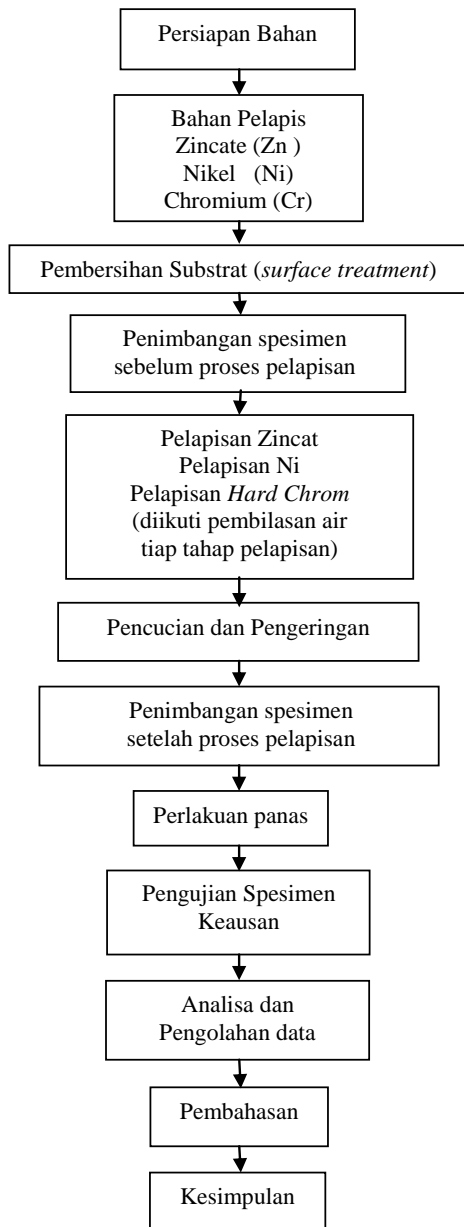 Persiapan Bahan
Bahan Pelapis
Zincate (Zn )
Nikel (Ni)
Chromium (Cr)
Pembersihan Substrat (surface treatment)
Penimbangan spesimen
sebelum proses pelapisan
Pelapisan Zincat
Pelapisan Ni
Pelapisan Hard Chrom
(diikuti pembilasan air
tiap tahap pelapisan)
Pencucian dan Pengeringan
Penimbangan spesimen
setelah proses pelapisan
Perlakuan panas
Pengujian Spesimen
Keausan
Analisa dan
Pengolahan data
Pembahasan
Kesimpulan